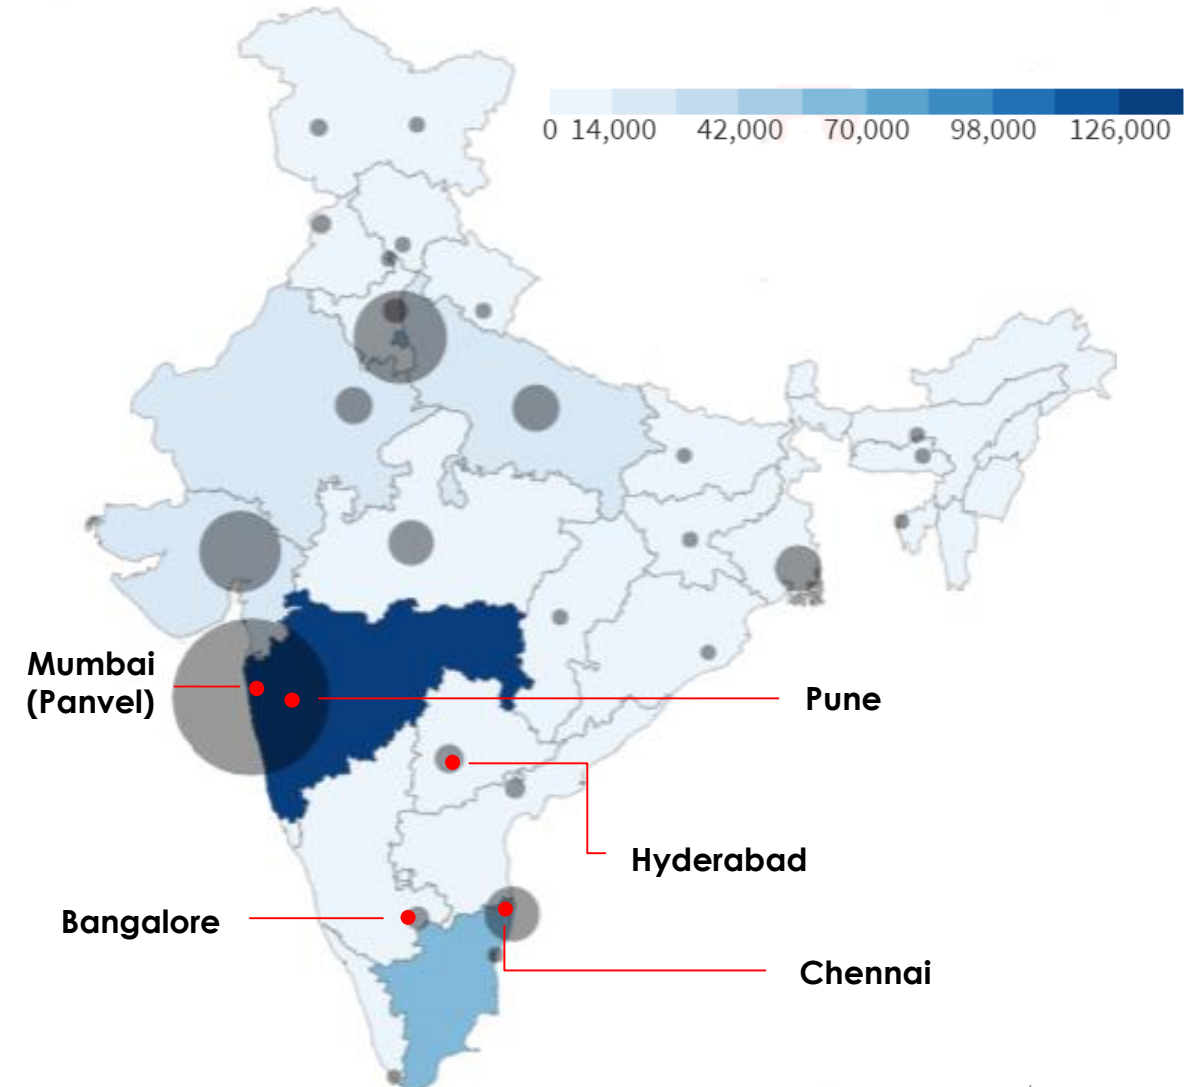 0 14,000 42,000 70,000 98,000 126,000
Mumbai
(Panvel)
Pune
Hyderabad
Bangalore
Chennai